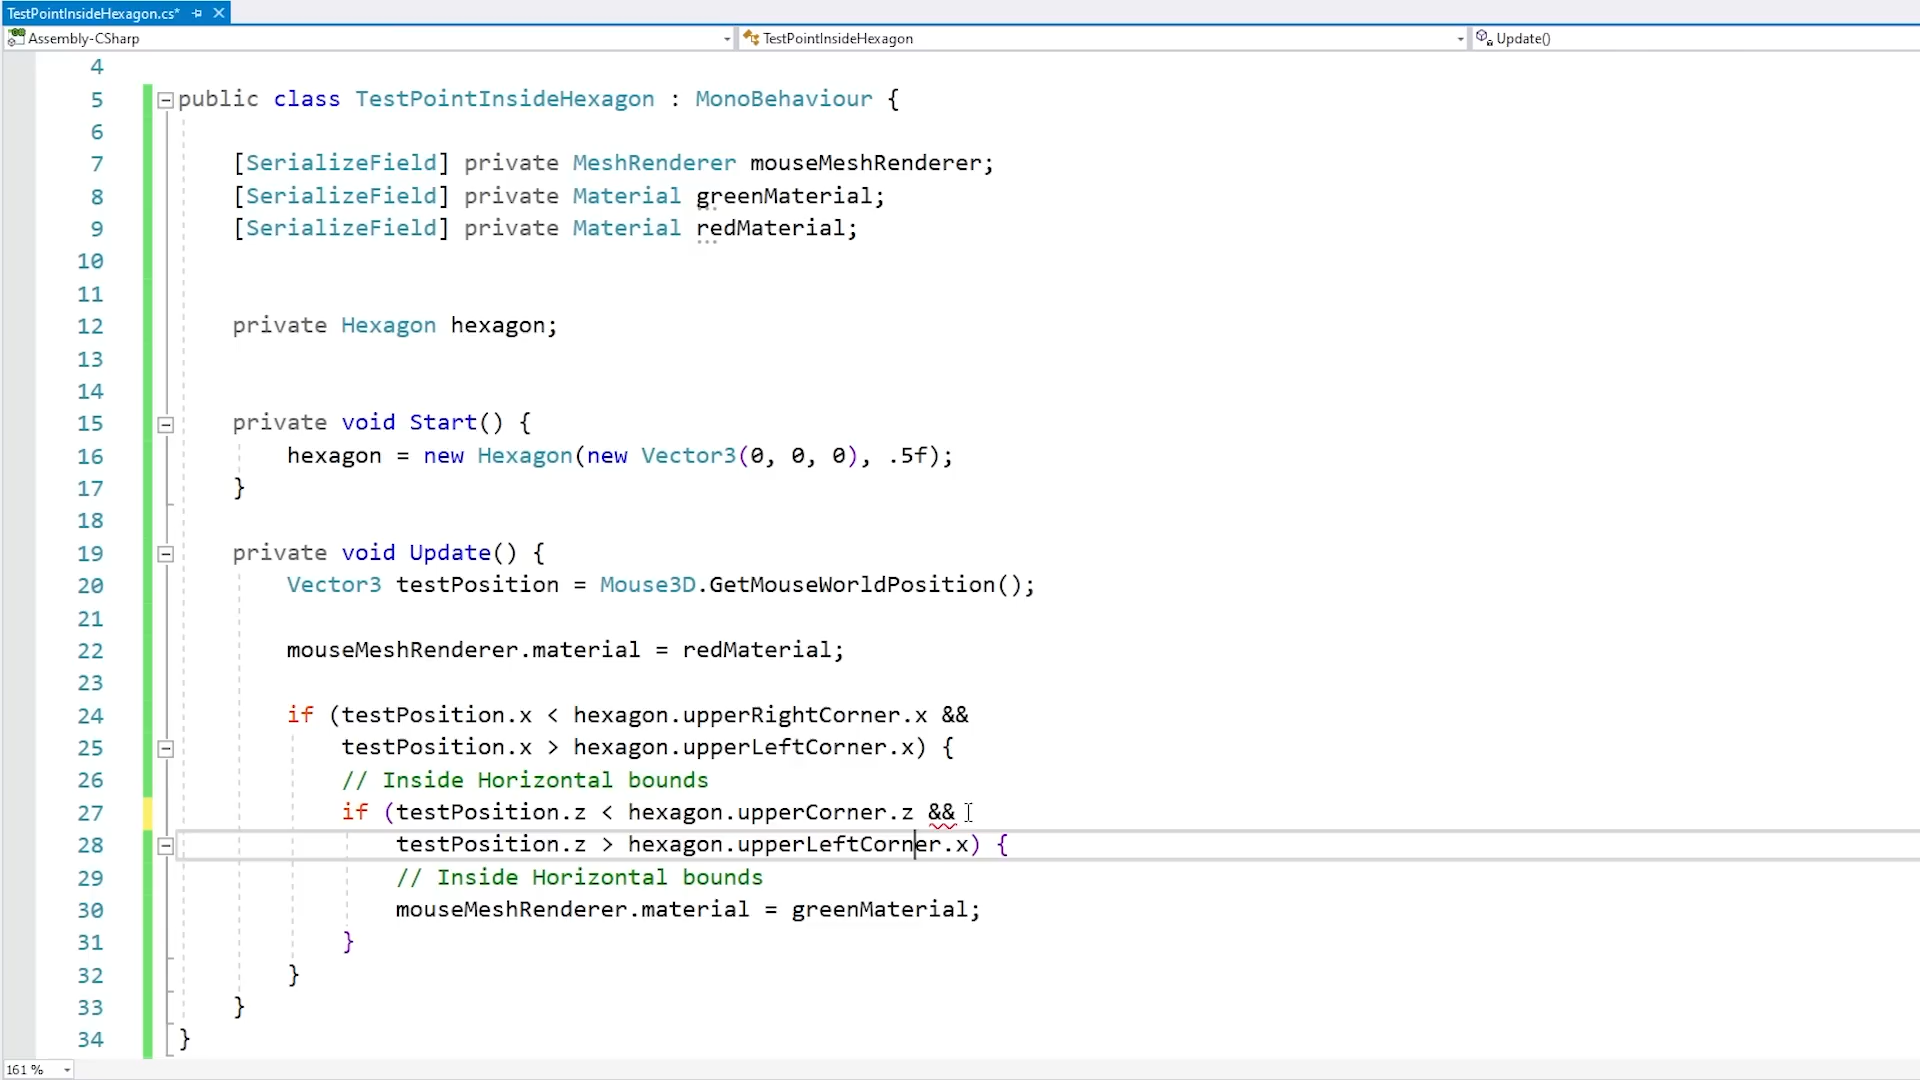 TestPointInsideHexagon.cs*
Assembly-CSharp TestPointInsideHexagon Update()
4
5 public class TestPointInsideHexagon : MonoBehaviour {
6
7 [SerializeField] private MeshRenderer mouseMeshRenderer;
8 [SerializeField] private Material greenMaterial;
9 [SerializeField] private Material redMaterial;
10
11
12 private Hexagon hexagon;
13
14
15 private void Start() {
16 hexagon = new Hexagon(new Vector3(0, 0, 0), .5f);
17 }
18
19 private void Update() {
20 Vector3 testPosition = Mouse3D.GetMouseWorldPosition();
21
22 mouseMeshRenderer.material = redMaterial;
23
24 if (testPosition.x < hexagon.upperRightCorner.x &&
25 testPosition.x > hexagon.upperLeftCorner.x) {
26 // Inside Horizontal bounds
27 if (testPosition.z < hexagon.upperCorner.z &&
28 testPosition.z > hexagon.upperLeftCorner.x) {
29 // Inside Horizontal bounds
30 mouseMeshRenderer.material = greenMaterial;
31 }
32 }
33 }
34 }
161 %